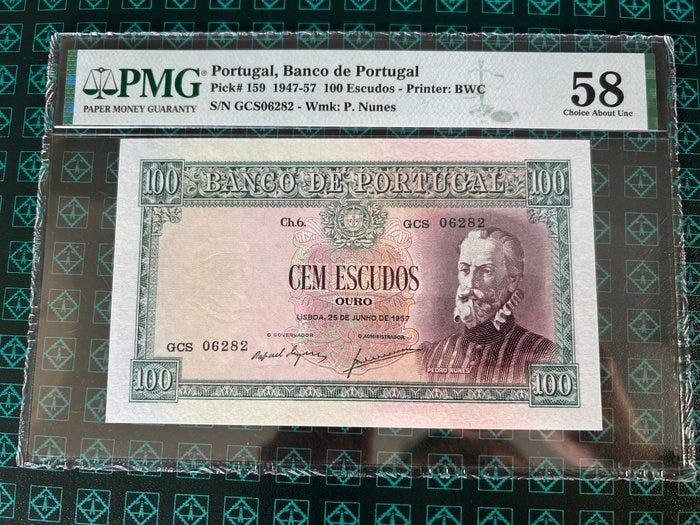 PMG
PAPER MONEY GUARANTY
Portugal, Banco de Portugal
Pick# 159 1947-57 100 Escudos - Printer: BWC
S/N GCS06282 - Wmk: P. Nunes
58
Choice About Unc
100 BANCO DE PORTUGAL 100
Ch.6. GCS 06282
CEM ESCUDOS
OURO
LISBOA, 25 DE JUNHO DE 1957
O GOVERNADOR O ADMINISTRADOR
GCS 06282
PEDRO NUNES
100 100